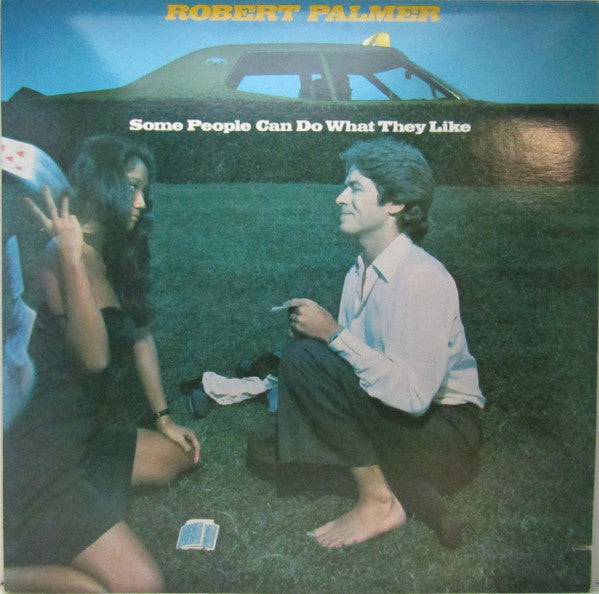 ROBERT PALMER
Some People Can Do What They Like